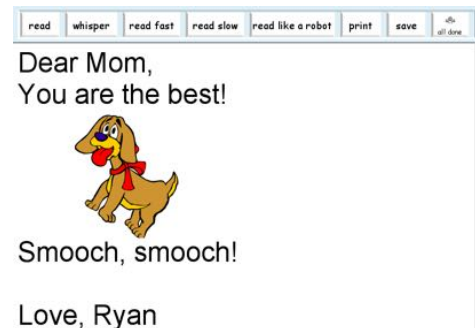 read whisper read fast read slow read like a robot print save all done
Dear Mom,
You are the best!
Smooch, smooch!
Love, Ryan